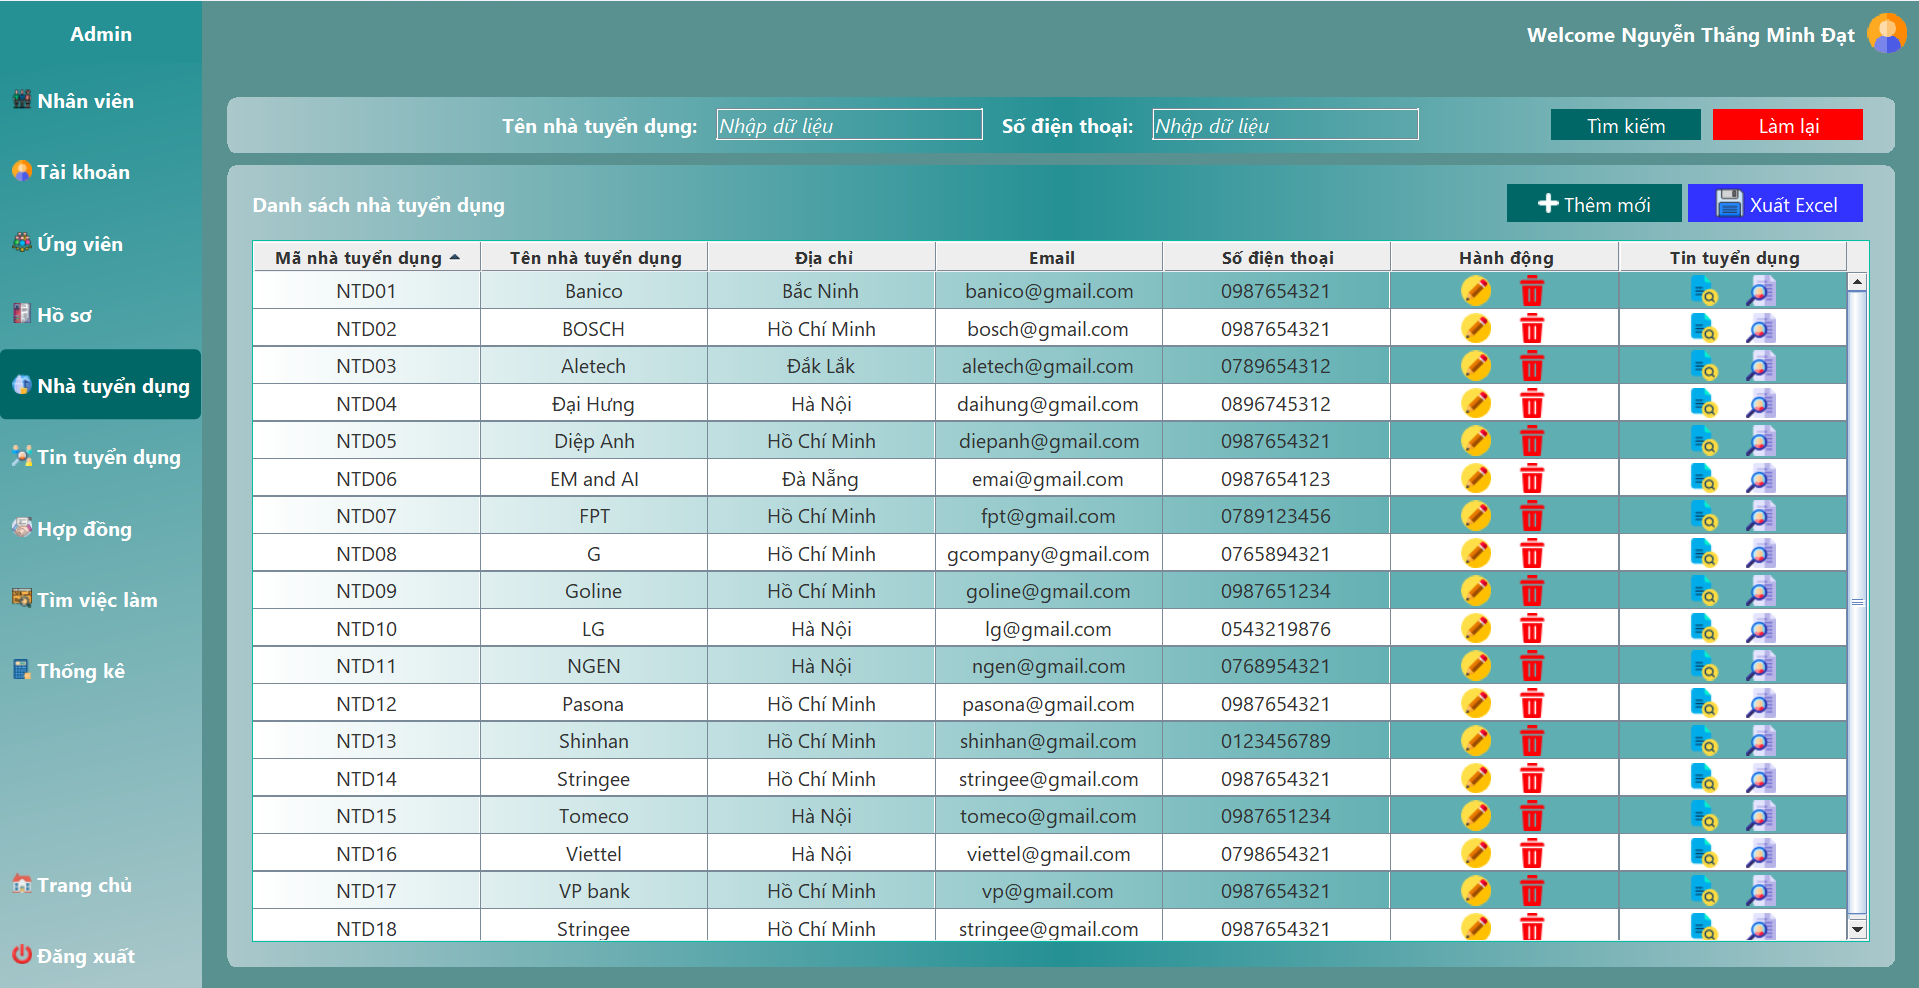 Admin
Welcome Nguyễn Thắng Minh Đạt
Nhân viên
Tài khoản
Ứng viên
Hồ sơ
Nhà tuyển dụng
Tin tuyển dụng
Hợp đồng
Tìm việc làm
Thống kê
Trang chủ
Đăng xuất
Tên nhà tuyển dụng: Nhập dữ liệu Số điện thoại: Nhập dữ liệu Tìm kiếm Làm lại
Danh sách nhà tuyển dụng Thêm mới Xuất Excel
Mã nhà tuyển dụng Tên nhà tuyển dụng Địa chỉ Email Số điện thoại Hành động Tin tuyển dụng
NTD01 Banico Bắc Ninh banico@gmail.com 0987654321
NTD02 BOSCH Hồ Chí Minh bosch@gmail.com 0987654321
NTD03 Aletech Đắk Lắk aletech@gmail.com 0789654312
NTD04 Đại Hưng Hà Nội daihung@gmail.com 0896745312
NTD05 Diệp Anh Hồ Chí Minh diepanh@gmail.com 0987654321
NTD06 EM and AI Đà Nẵng emai@gmail.com 0987654123
NTD07 FPT Hồ Chí Minh fpt@gmail.com 0789123456
NTD08 G Hồ Chí Minh gcompany@gmail.com 0765894321
NTD09 Goline Hồ Chí Minh goline@gmail.com 0987651234
NTD10 LG Hà Nội lg@gmail.com 0543219876
NTD11 NGEN Hà Nội ngen@gmail.com 0768954321
NTD12 Pasona Hồ Chí Minh pasona@gmail.com 0987654321
NTD13 Shinhan Hồ Chí Minh shinhan@gmail.com 0123456789
NTD14 Stringee Hồ Chí Minh stringee@gmail.com 0987654321
NTD15 Tomeco Hà Nội tomeco@gmail.com 0987651234
NTD16 Viettel Hà Nội viettel@gmail.com 0798654321
NTD17 VP bank Hồ Chí Minh vp@gmail.com 0987654321
NTD18 Stringee Hồ Chí Minh stringee@gmail.com 0987654321